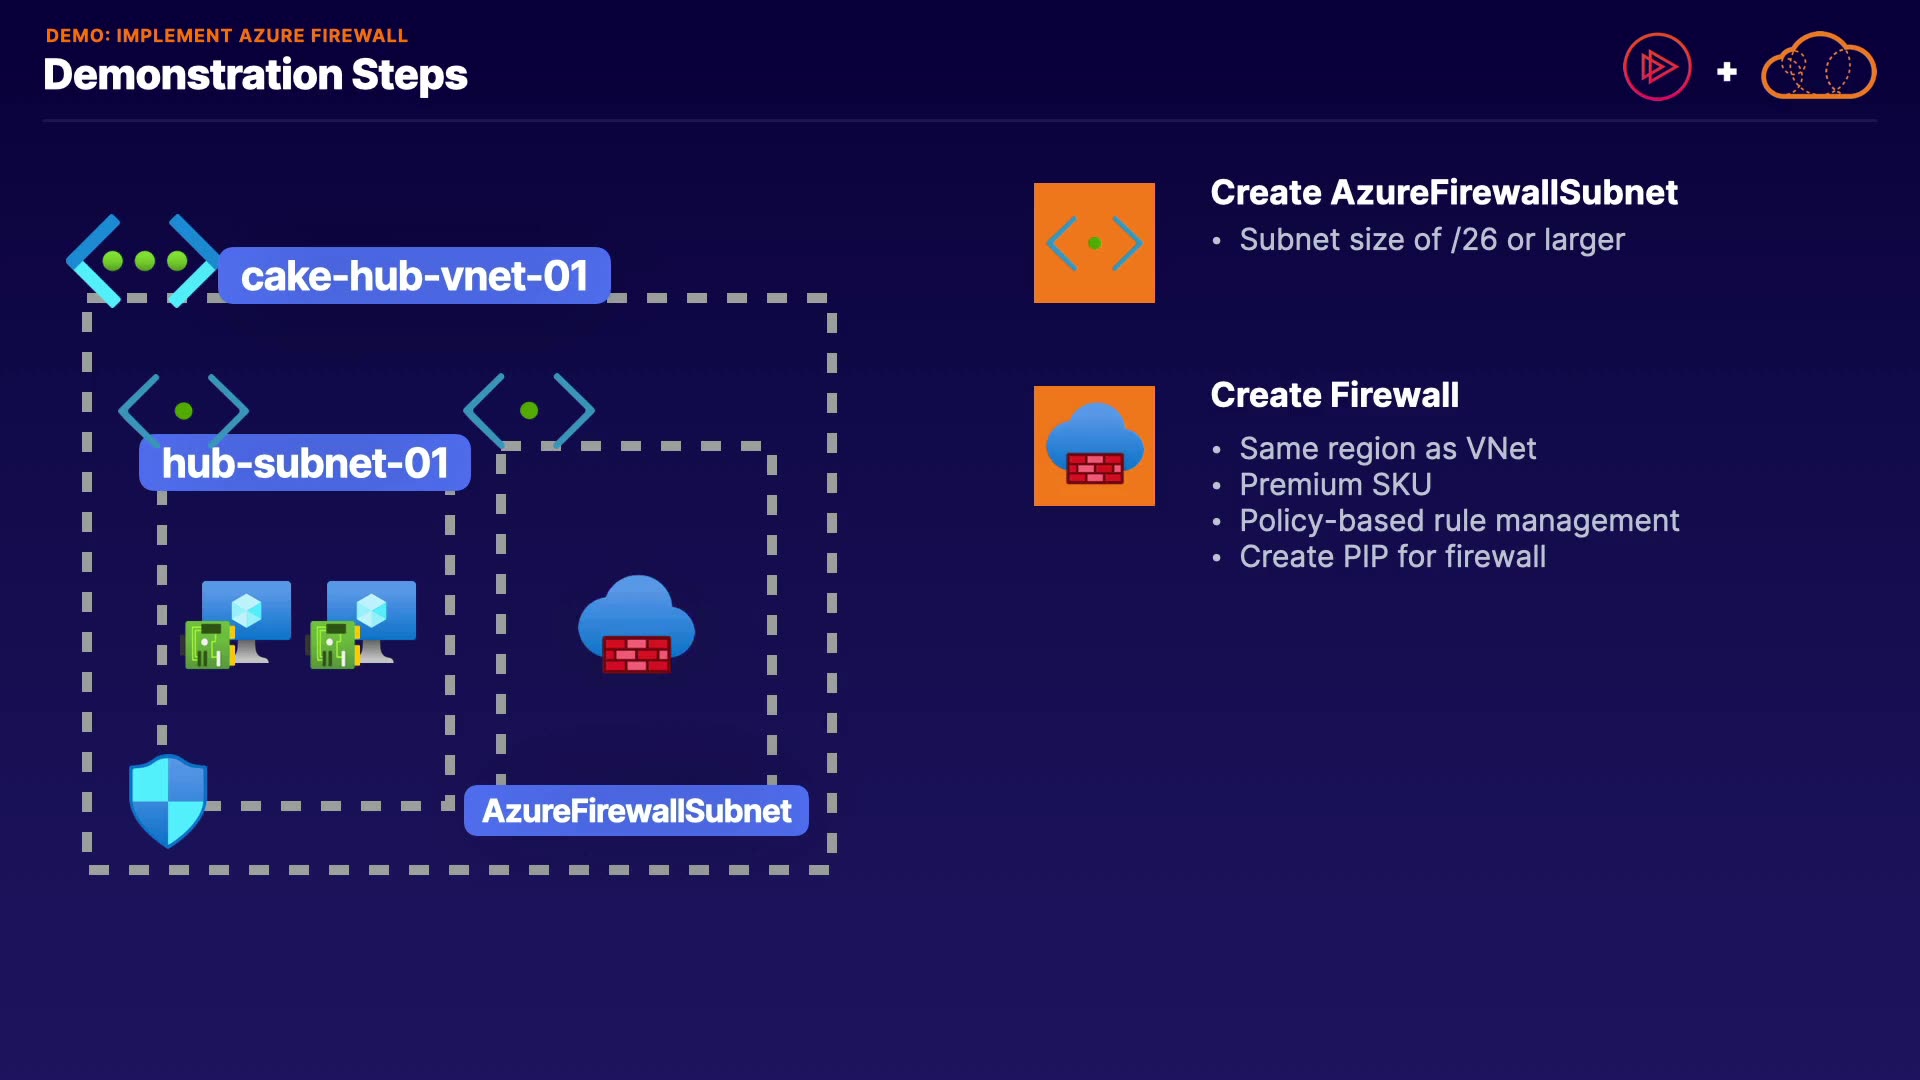 DEMO: IMPLEMENT AZURE FIREWALL
Demonstration Steps
cake-hub-vnet-01
hub-subnet-01
AzureFirewallSubnet
Create AzureFirewallSubnet
• Subnet size of /26 or larger
Create Firewall
• Same region as VNet
• Premium SKU
• Policy-based rule management
• Create PIP for firewall